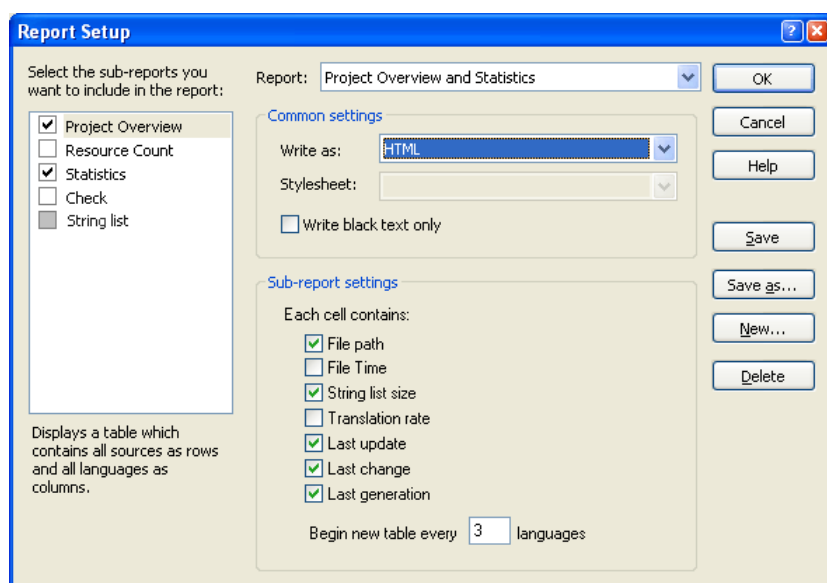 Report Setup
Select the sub-reports you
want to include in the report:
Project Overview
Resource Count
Statistics
Check
String list
Displays a table which
contains all sources as rows
and all languages as
columns.
Report: Project Overview and Statistics
Common settings
Write as: HTML
Stylesheet:
Write black text only
Sub-report settings
Each cell contains:
File path
File Time
String list size
Translation rate
Last update
Last change
Last generation
Begin new table every 3 languages
OK
Cancel
Help
Save
Save as...
New...
Delete